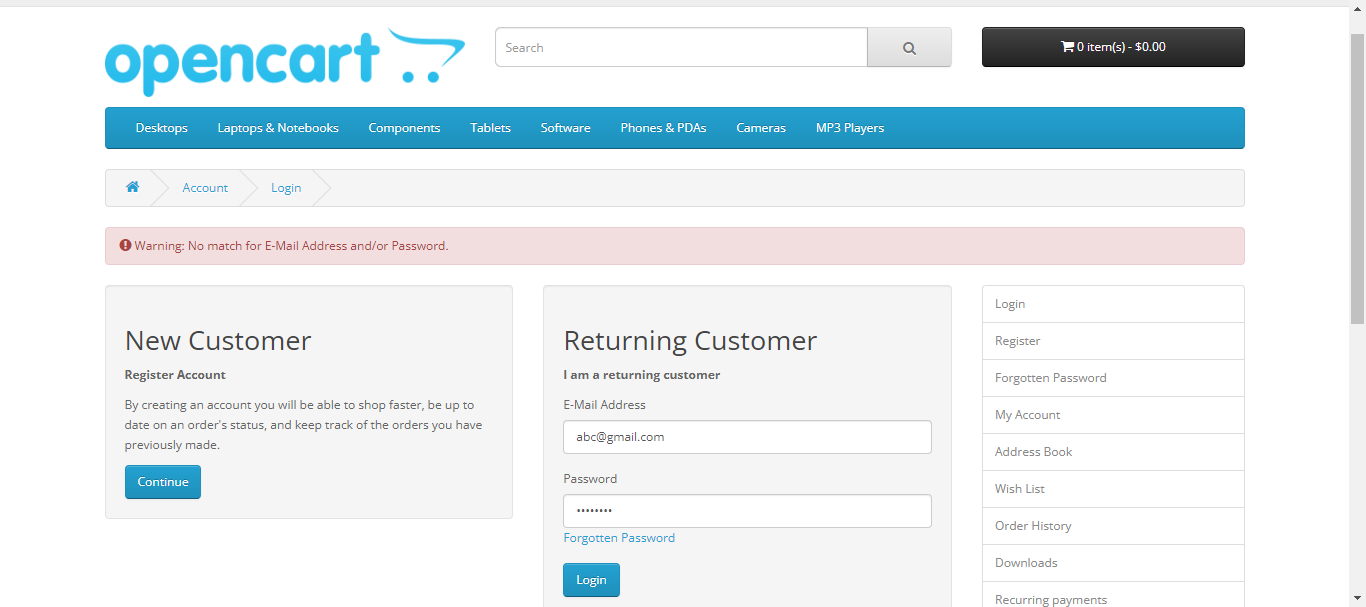 opencart
Search
0 item(s) - $0.00
Desktops Laptops & Notebooks Components Tablets Software Phones & PDAs Cameras MP3 Players
Account Login
Warning: No match for E-Mail Address and/or Password.
New Customer
Register Account
By creating an account you will be able to shop faster, be up to
date on an order's status, and keep track of the orders you have
previously made.
Continue
Returning Customer
I am a returning customer
E-Mail Address
abc@gmail.com
Password
••••••••
Forgotten Password
Login
Login
Register
Forgotten Password
My Account
Address Book
Wish List
Order History
Downloads
Recurring payments